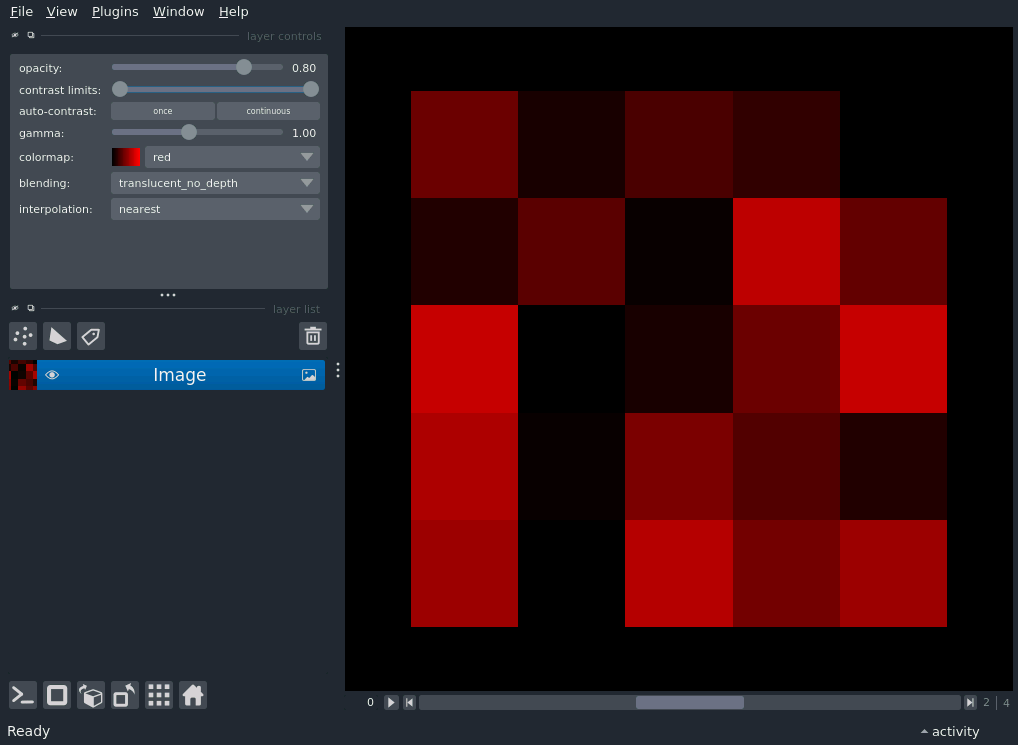 File View Plugins Window Help
layer controls
opacity: 0.80
contrast limits:
auto-contrast: once continuous
gamma: 1.00
colormap: red
blending: translucent_no_depth
interpolation: nearest
layer list
Image
0 2 | 4
Ready activity